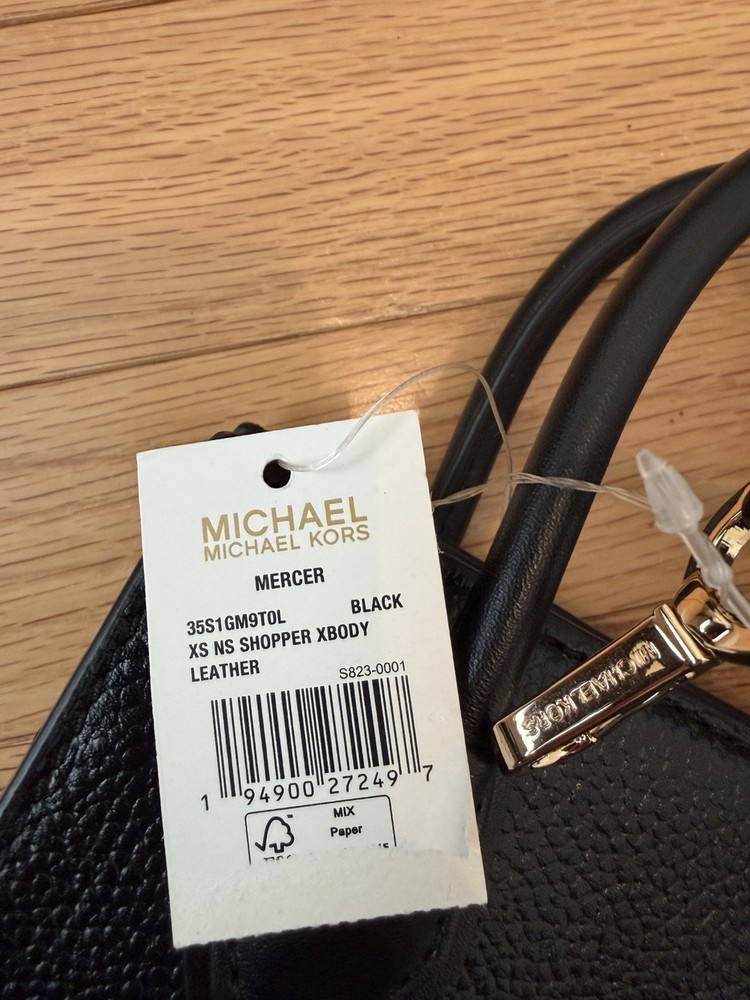 MICHAEL
MICHAEL KORS
MERCER
35S1GM9T0L BLACK
XS NS SHOPPER XBODY
LEATHER
S823-0001
1 94900 27249 7
MIX
Paper
MICHAEL KORS